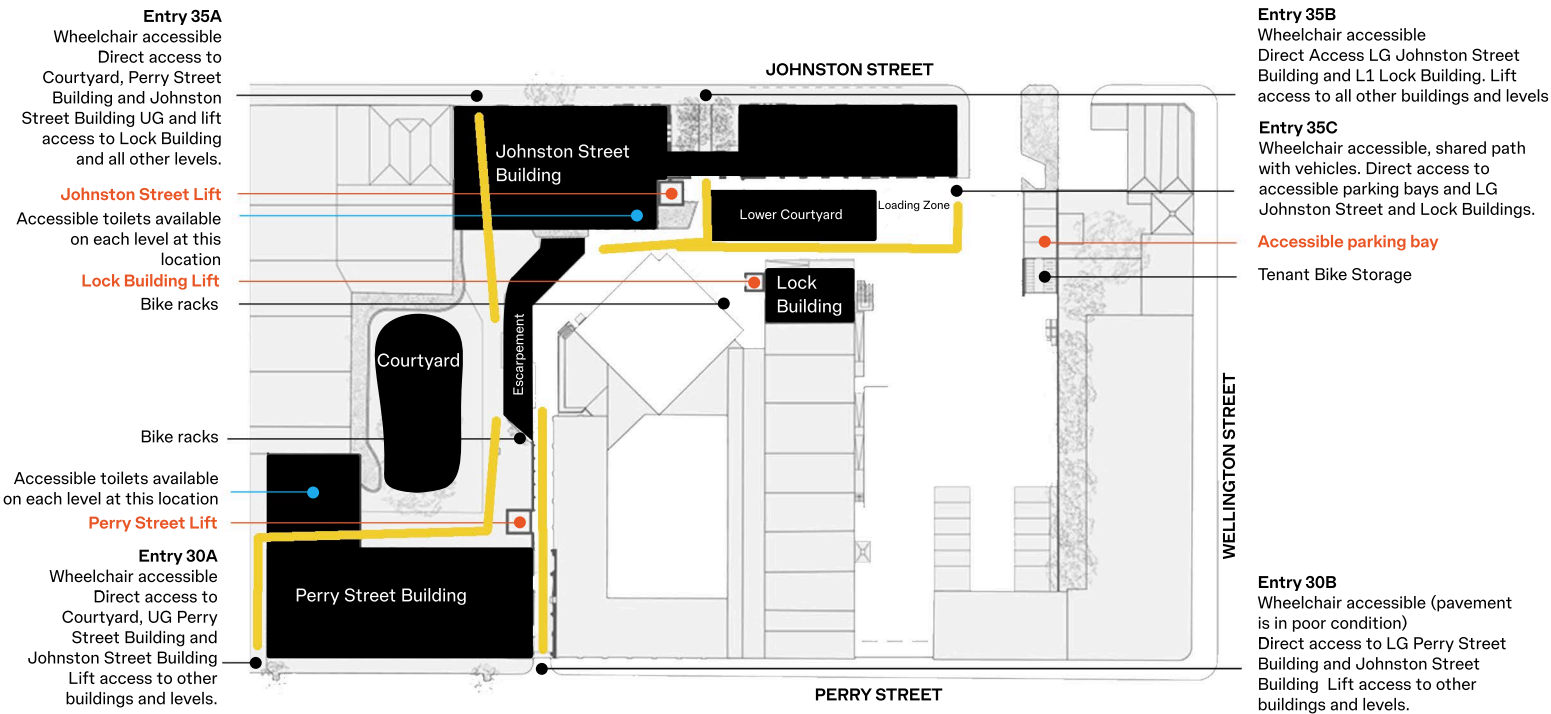 Entry 35A
Wheelchair accessible
Direct access to
Courtyard, Perry Street
Building and Johnston
Street Building UG and lift
access to Lock Building
and all other levels.
Johnston Street Lift
Accessible toilets available
on each level at this
location
Lock Building Lift
Bike racks
Bike racks
Accessible toilets available
on each level at this location
Perry Street Lift
Entry 30A
Wheelchair accessible
Direct access to
Courtyard, UG Perry
Street Building and
Johnston Street Building
Lift access to other
buildings and levels.
JOHNSTON STREET
Johnston Street
Building
Lower Courtyard
Loading Zone
Lock
Building
Escarpement
Courtyard
Perry Street Building
PERRY STREET
WELLINGTON STREET
Entry 35B
Wheelchair accessible
Direct Access LG Johnston Street
Building and L1 Lock Building. Lift
access to all other buildings and levels
Entry 35C
Wheelchair accessible, shared path
with vehicles. Direct access to
accessible parking bays and LG
Johnston Street and Lock Buildings.
Accessible parking bay
Tenant Bike Storage
Entry 30B
Wheelchair accessible (pavement
is in poor condition)
Direct access to LG Perry Street
Building and Johnston Street
Building  Lift access to other
buildings and levels.